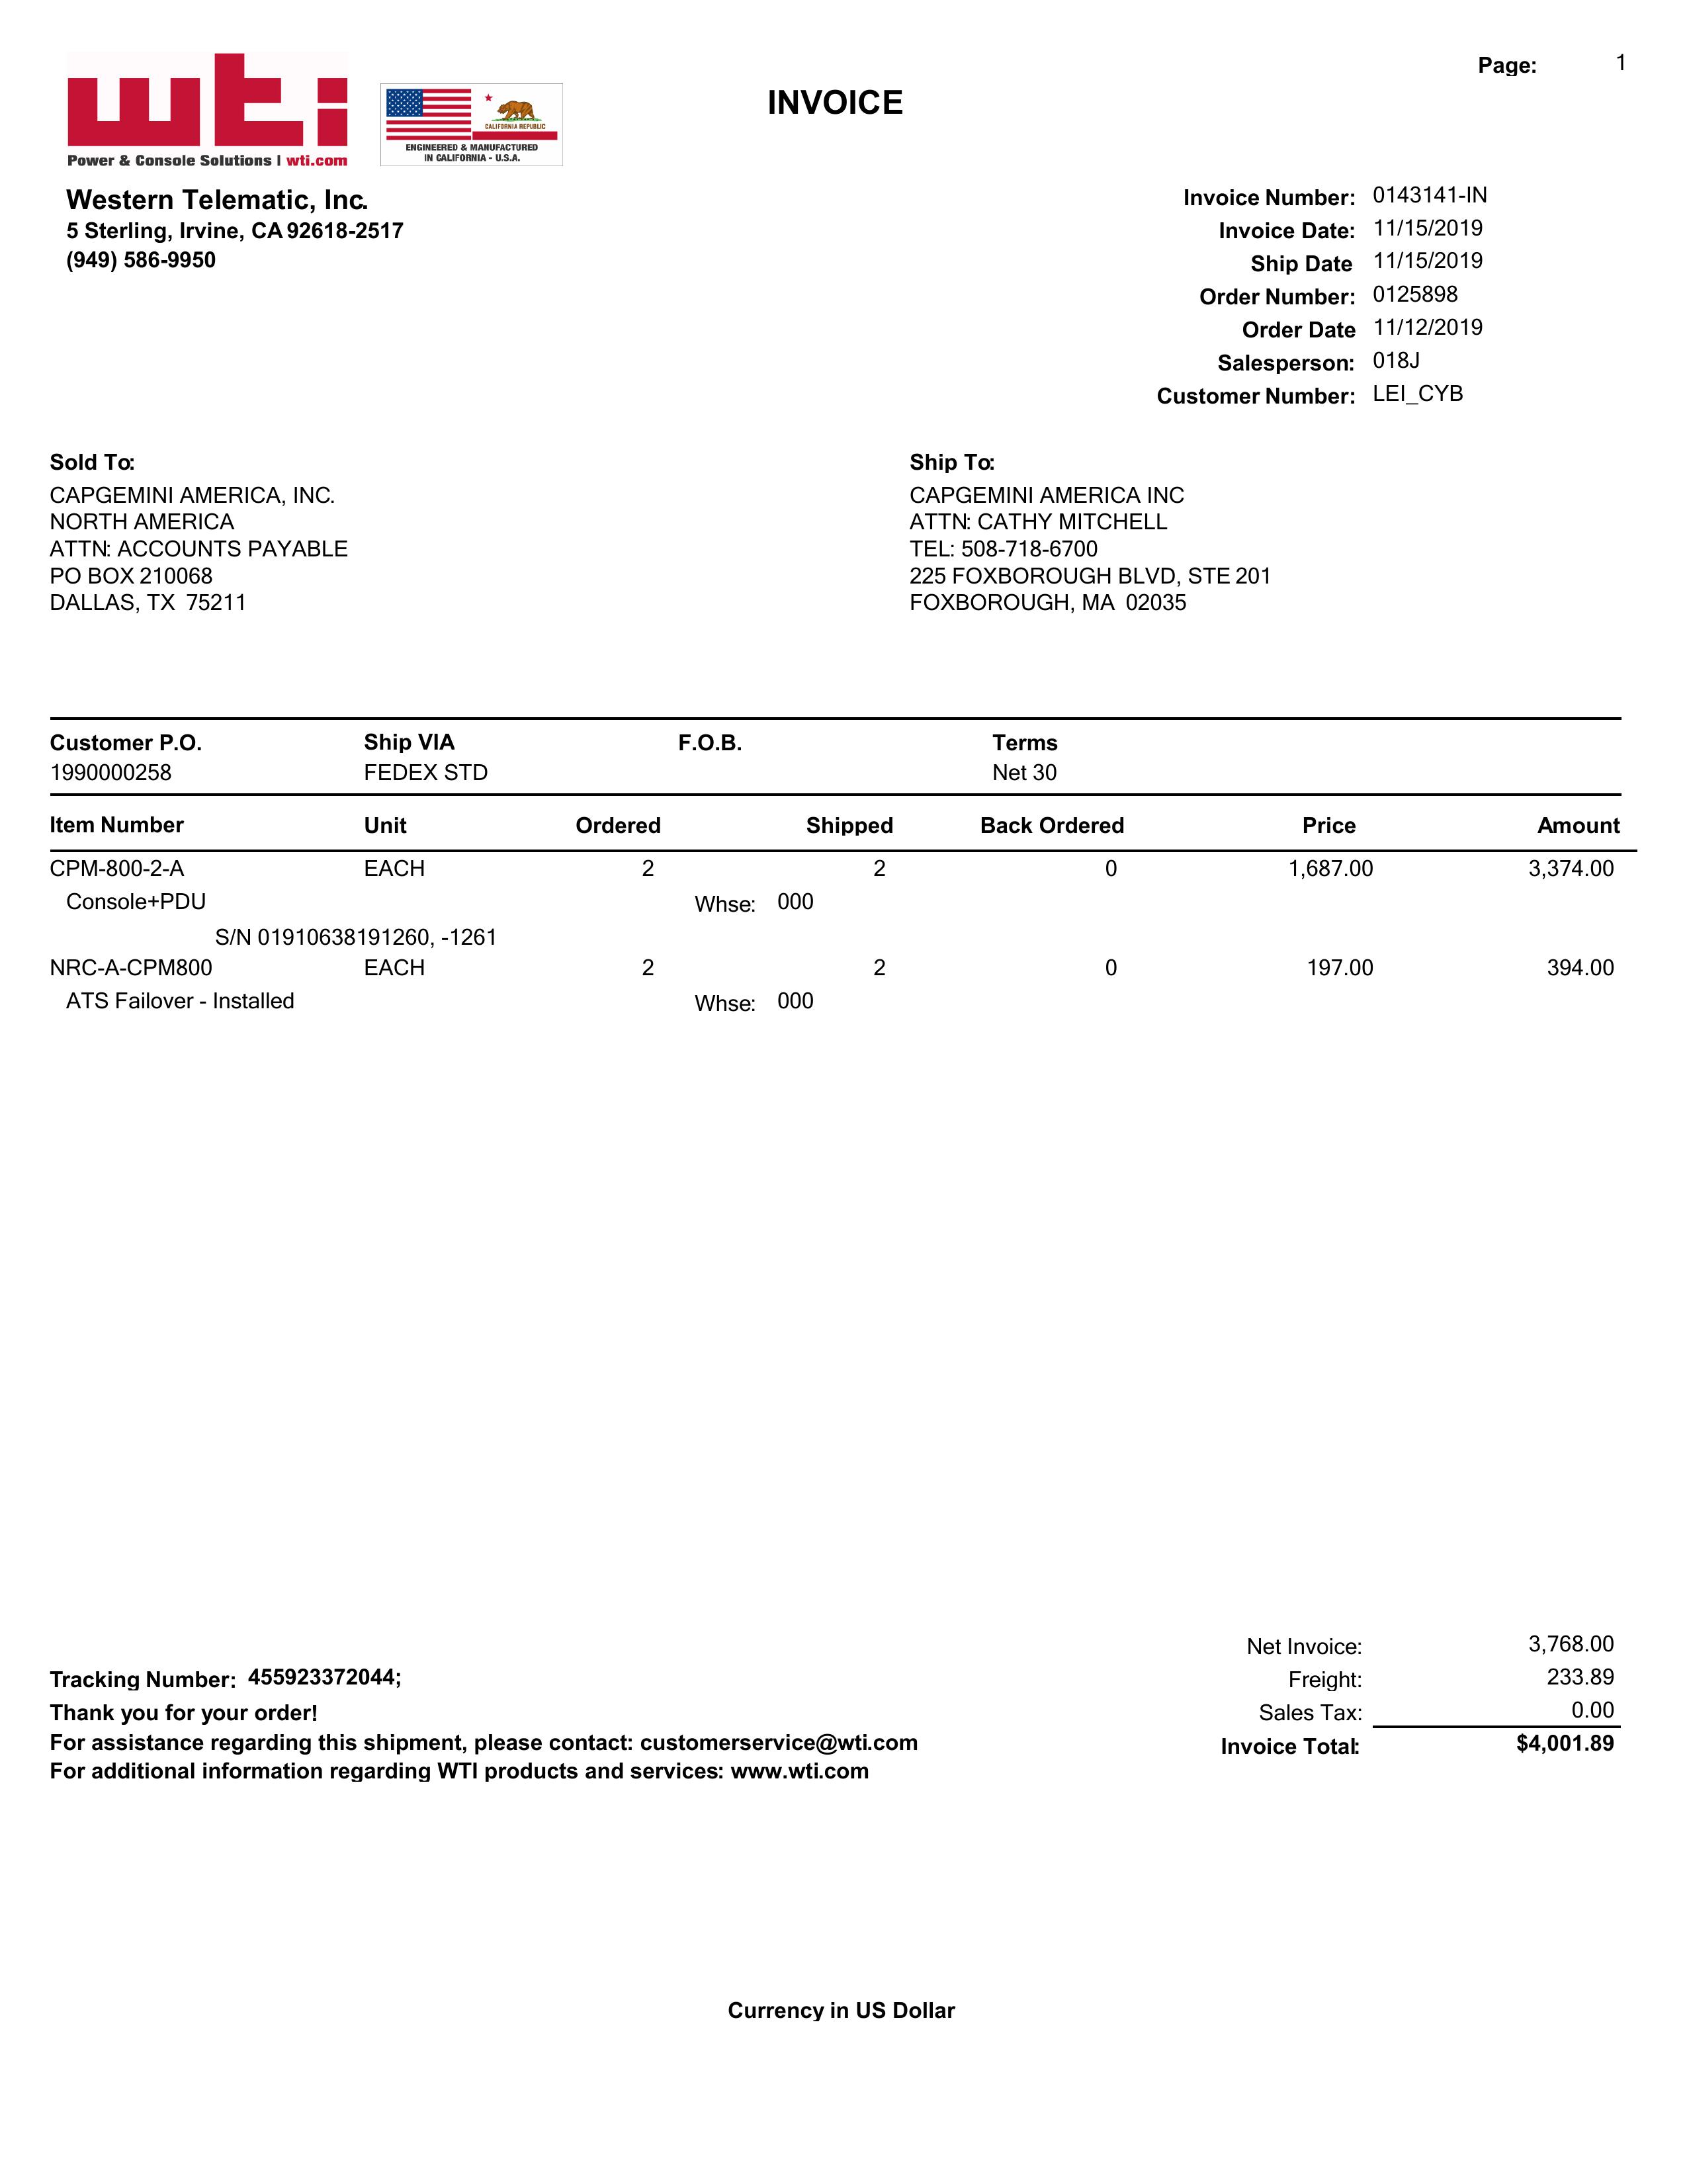 Page: 1
wti
INVOICE
CALIFORNIA REPUBLIC
ENGINEERED & MANUFACTURED
IN CALIFORNIA - U.S.A.
Power & Console Solutions | wti.com
Western Telematic, Inc.
5 Sterling, Irvine, CA 92618-2517
(949) 586-9950
Invoice Number: 0143141-IN
Invoice Date: 11/15/2019
Ship Date 11/15/2019
Order Number: 0125898
Order Date 11/12/2019
Salesperson: 018J
Customer Number: LEI_CYB
Sold To:
CAPGEMINI AMERICA, INC.
NORTH AMERICA
ATTN: ACCOUNTS PAYABLE
PO BOX 210068
DALLAS, TX 75211
Ship To:
CAPGEMINI AMERICA INC
ATTN: CATHY MITCHELL
TEL: 508-718-6700
225 FOXBOROUGH BLVD, STE 201
FOXBOROUGH, MA 02035
Customer P.O. Ship VIA F.O.B. Terms
1990000258 FEDEX STD Net 30
Item Number Unit Ordered Shipped Back Ordered Price Amount
CPM-800-2-A EACH 2 2 0 1,687.00 3,374.00
Console+PDU Whse: 000
S/N 01910638191260, -1261
NRC-A-CPM800 EACH 2 2 0 197.00 394.00
ATS Failover - Installed Whse: 000
Net Invoice: 3,768.00
Freight: 233.89
Sales Tax: 0.00
Invoice Total: $4,001.89
Tracking Number: 455923372044;
Thank you for your order!
For assistance regarding this shipment, please contact: customerservice@wti.com
For additional information regarding WTI products and services: www.wti.com
Currency in US Dollar